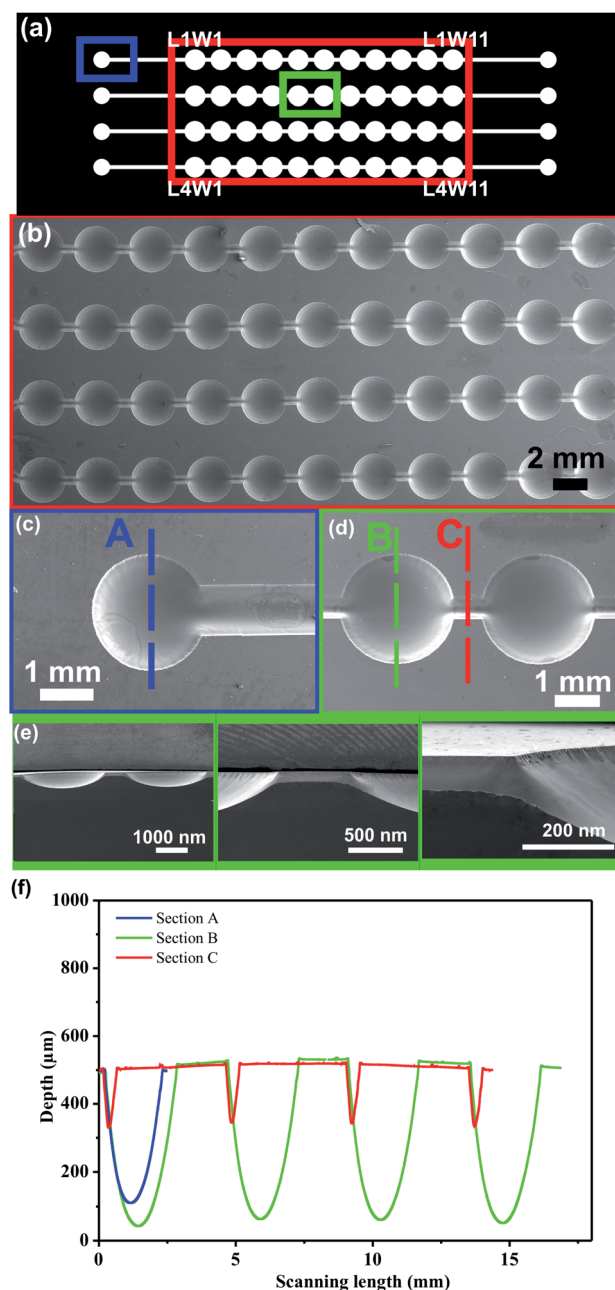 (a)
L1W1 L1W11
L4W1 L4W11
(b)
2 mm
(c)
A
1 mm
(d)
B C
1 mm
(e)
1000 nm
500 nm
200 nm
(f)
1000
800
600
400
200
0
Depth (µm)
Section A
Section B
Section C
0 5 10 15
Scanning length (mm)